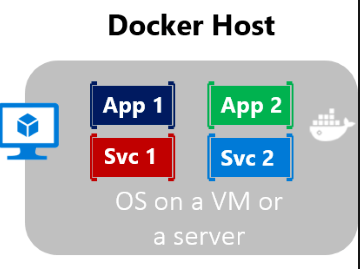 Docker Host
App 1 App 2
Svc 1 Svc 2
OS on a VM or
a server